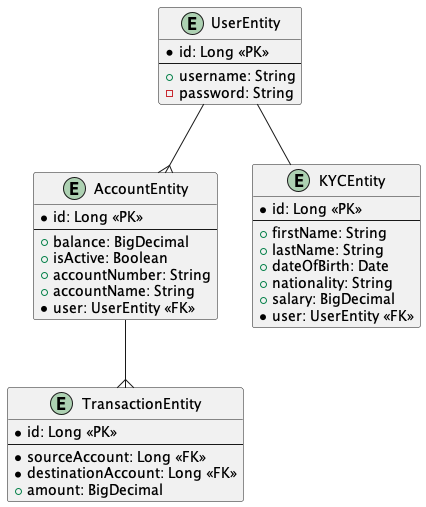 E UserEntity
id: Long «PK»
username: String
password: String
E AccountEntity
id: Long «PK»
balance: BigDecimal
isActive: Boolean
accountNumber: String
accountName: String
user: UserEntity «FK»
E KYCEntity
id: Long «PK»
firstName: String
lastName: String
dateOfBirth: Date
nationality: String
salary: BigDecimal
user: UserEntity «FK»
E TransactionEntity
id: Long «PK»
sourceAccount: Long «FK»
destinationAccount: Long «FK»
amount: BigDecimal